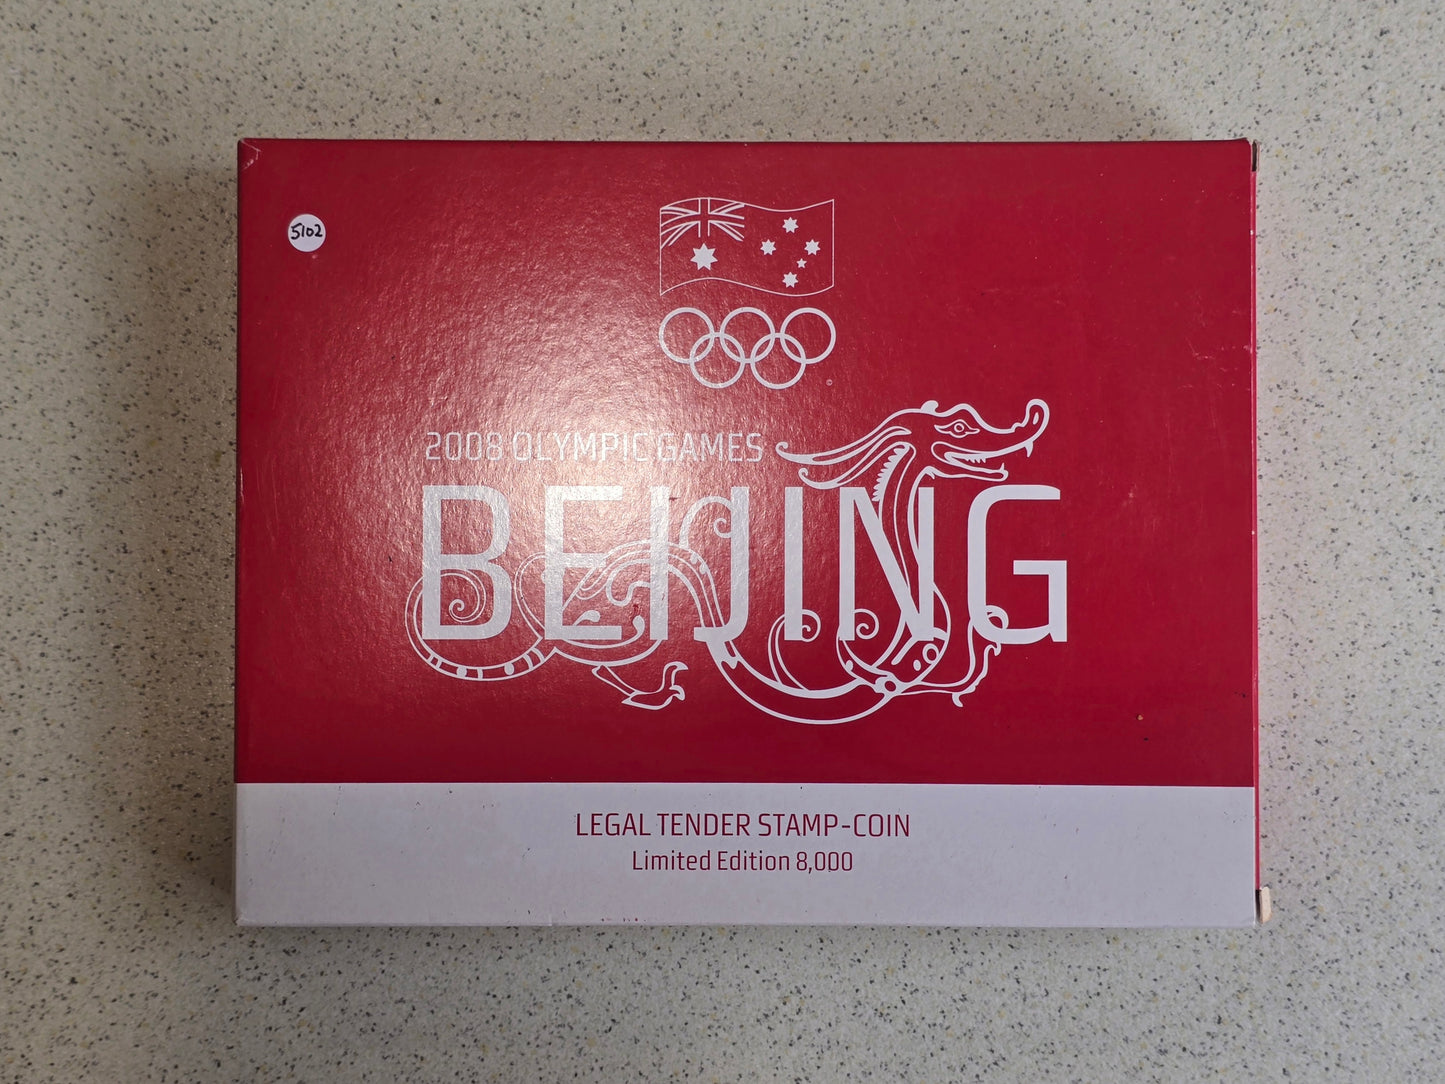 5102
2008 OLYMPIC GAMES
BEIJING
LEGAL TENDER STAMP-COIN
Limited Edition 8,000